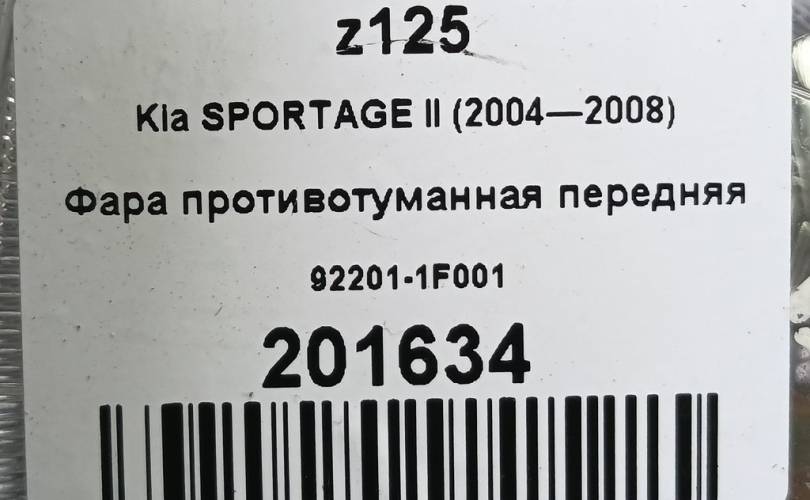 z125
Kia SPORTAGE II (2004—2008)
Фара противотуманная передняя
92201-1F001
201634